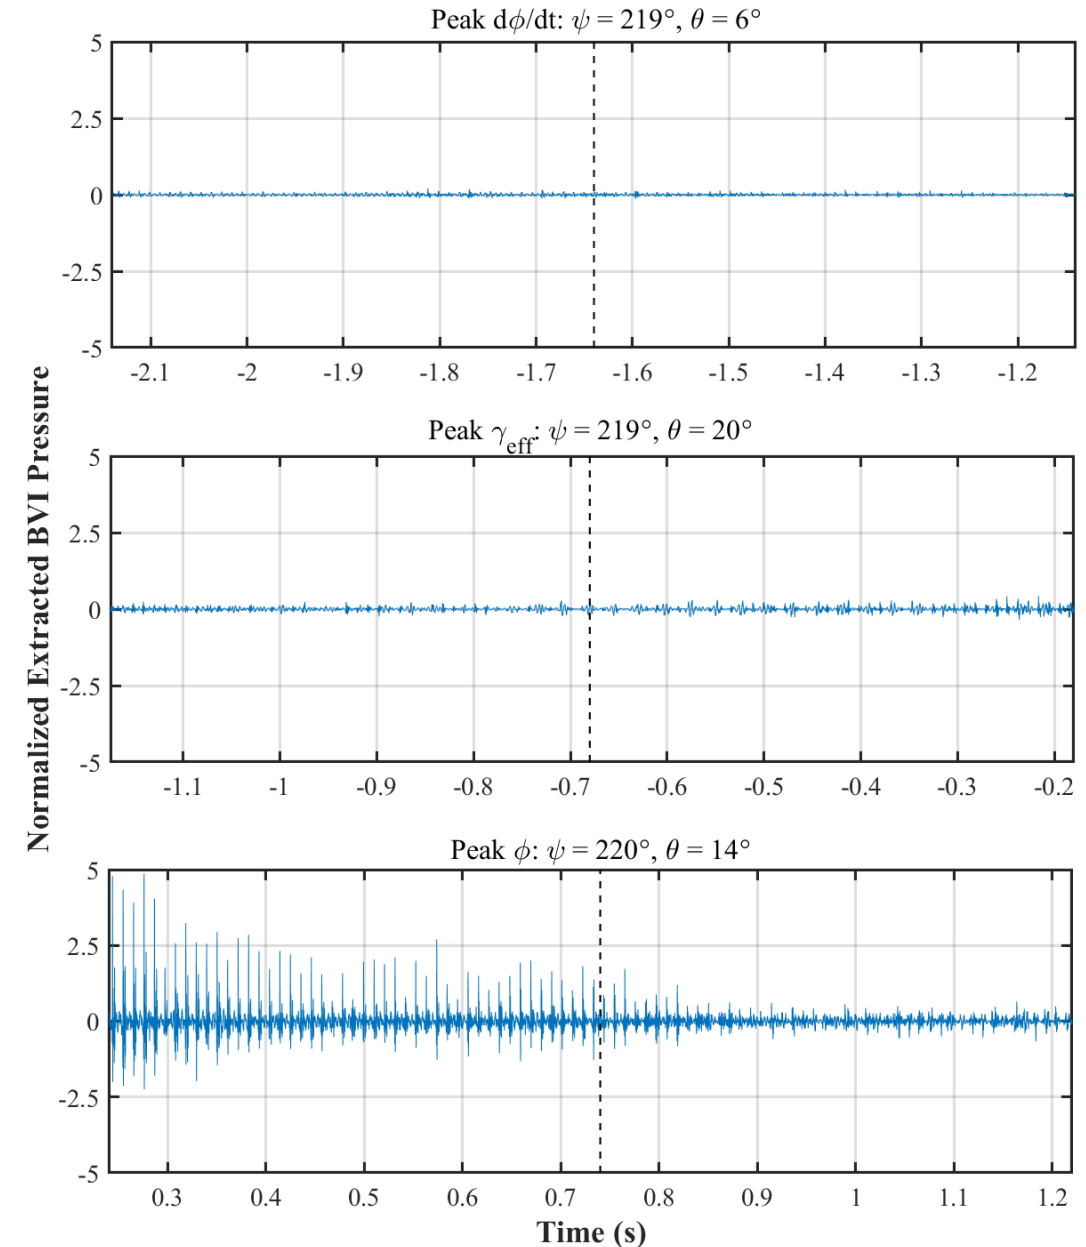 Peak dϕ/dt: ψ = 219°, θ = 6°
5
2.5
0
-2.5
-5
-2.1 -2 -1.9 -1.8 -1.7 -1.6 -1.5 -1.4 -1.3 -1.2
Peak γeff: ψ = 219°, θ = 20°
5
2.5
0
-2.5
-5
-1.1 -1 -0.9 -0.8 -0.7 -0.6 -0.5 -0.4 -0.3 -0.2
Normalized Extracted BVI Pressure
Peak ϕ: ψ = 220°, θ = 14°
5
2.5
0
-2.5
-5
0.3 0.4 0.5 0.6 0.7 0.8 0.9 1 1.1 1.2
Time (s)